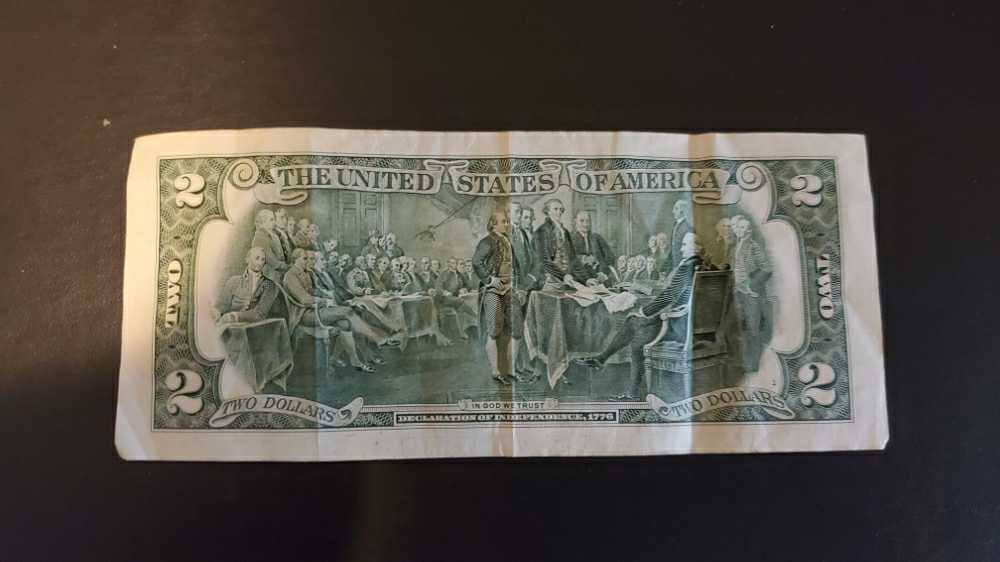 2 THE UNITED STATES OF AMERICA 2
TWO TWO
2 2
TWO DOLLARS IN GOD WE TRUST TWO DOLLARS
DECLARATION OF INDEPENDENCE, 1776